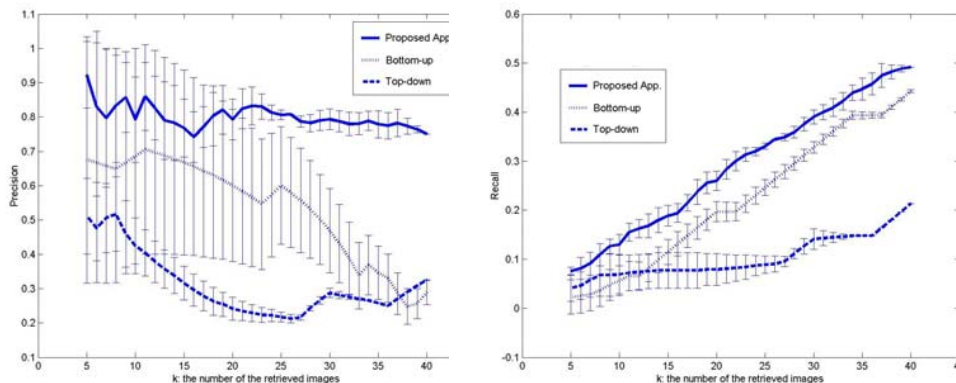 1.1
1
0.9
0.8
0.7
0.6
0.5
0.4
0.3
0.2
0.1
Precision
Proposed App.
Bottom-up
Top-down
0 5 10 15 20 25 30 35 40
k: the number of the retrieved images
0.6
0.5
0.4
0.3
0.2
0.1
0
-0.1
Recall
Proposed App.
Bottom-up
Top-down
0 5 10 15 20 25 30 35 40
k: the number of the retrieved images